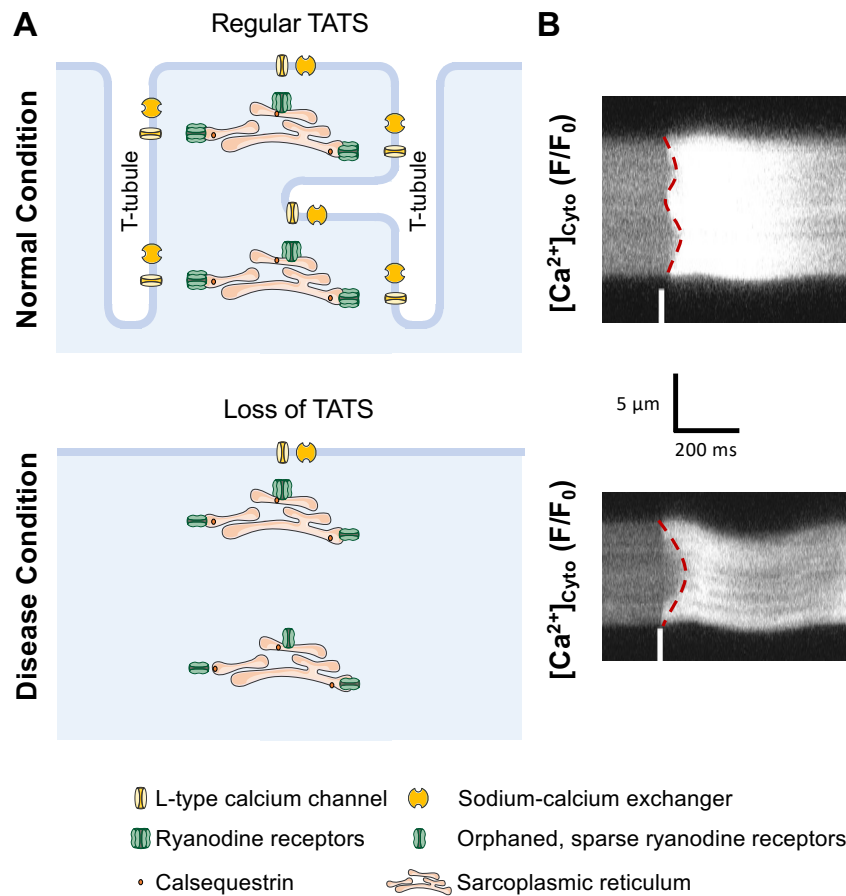 A
Regular TATS
B
Normal Condition
T-tubule
T-tubule
[Ca²⁺]Cyto (F/F₀)
5 µm
200 ms
Loss of TATS
Disease Condition
[Ca²⁺]Cyto (F/F₀)
L-type calcium channel
Sodium-calcium exchanger
Ryanodine receptors
Orphaned, sparse ryanodine receptors
Calsequestrin
Sarcoplasmic reticulum